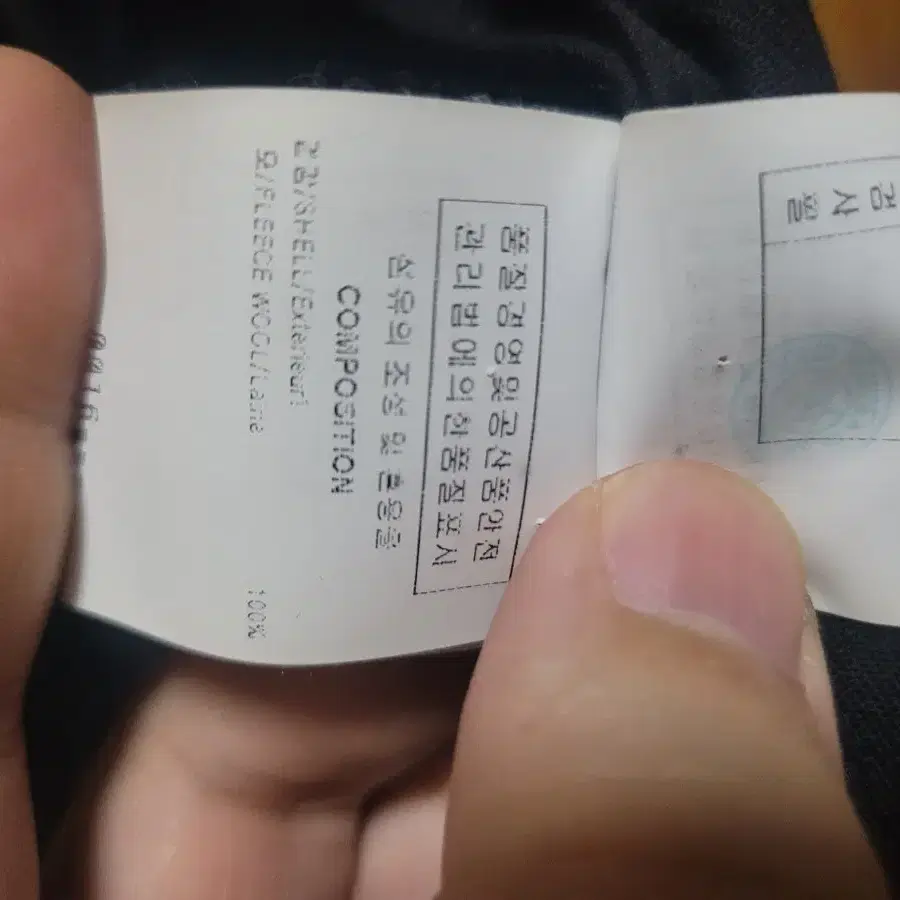 품질경영및공산품안전
관리법에의한품질표시
섬유의 조성 및 혼용율
COMPOSITION
겉감/SHELL/Exterieurl
모/FLEECE WOOL/Laine 100%
0016
검사필